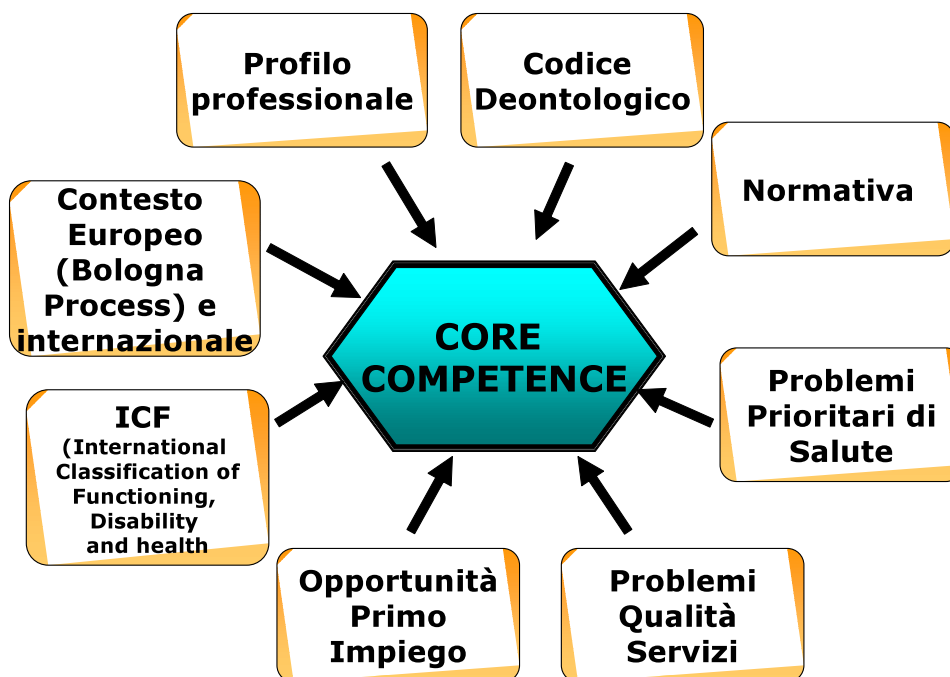 Profilo
professionale
Codice
Deontologico
Normativa
Contesto
Europeo
(Bologna
Process) e
internazionale
CORE
COMPETENCE
Problemi
Prioritari di
Salute
ICF
(International
Classification of
Functioning,
Disability
and health
Opportunità
Primo
Impiego
Problemi
Qualità
Servizi